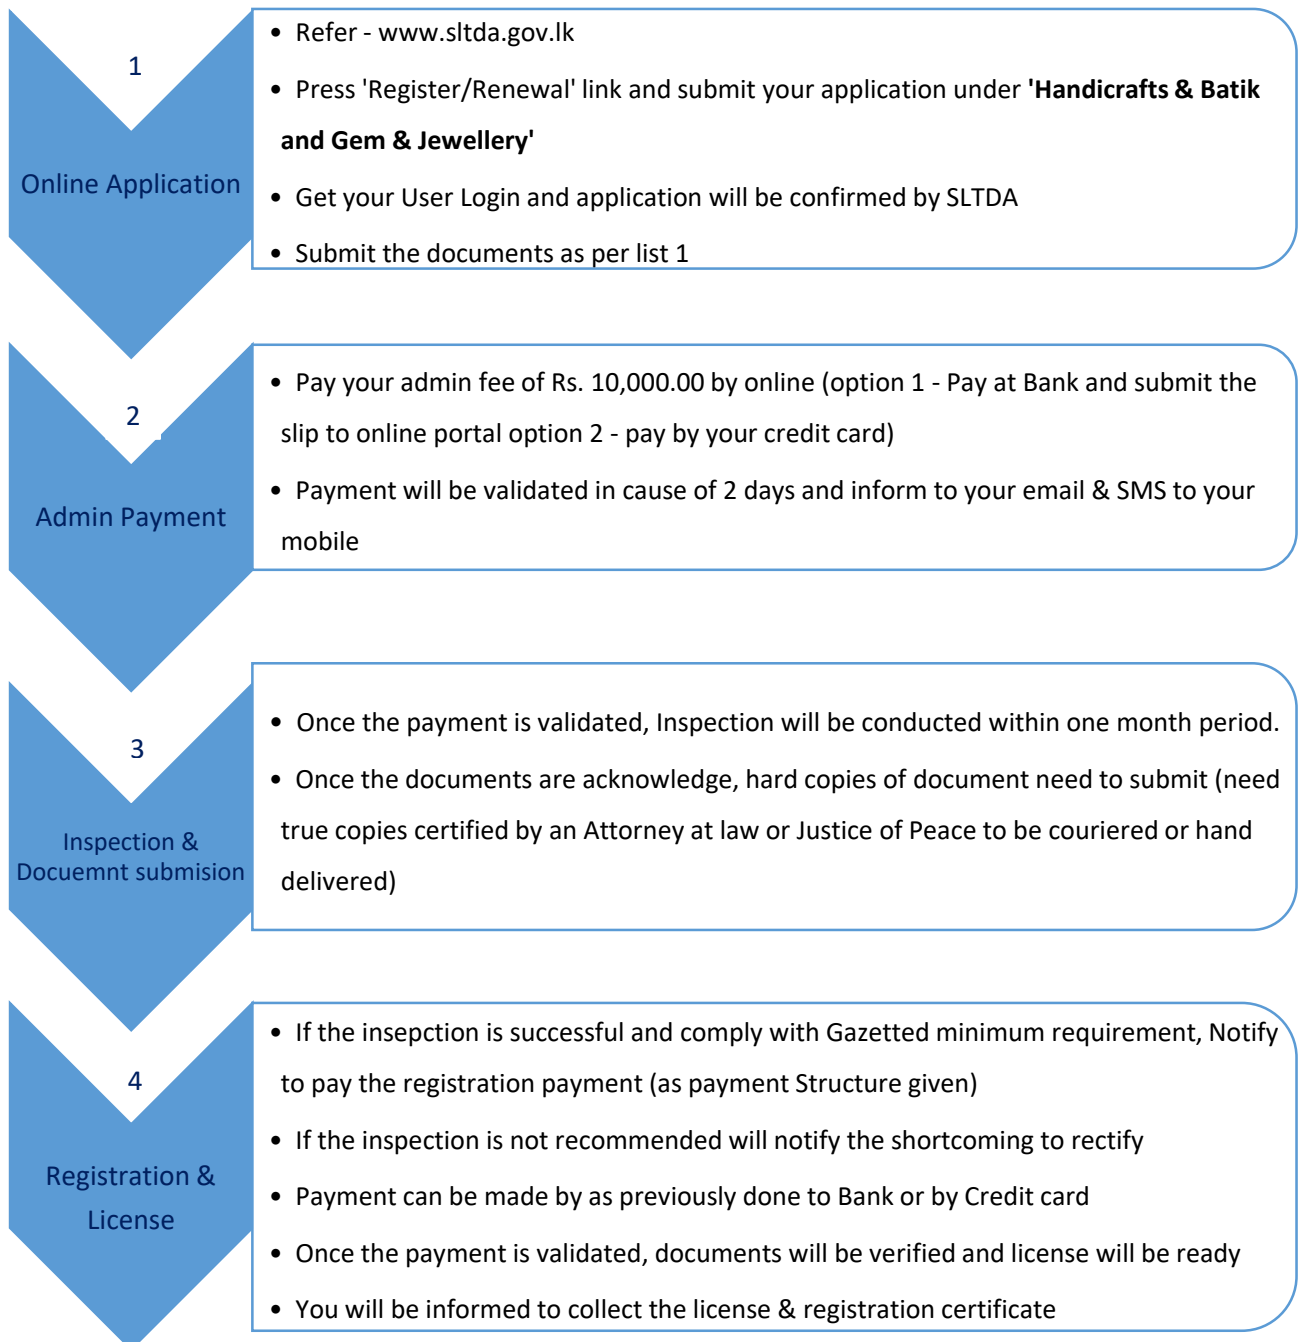 1
Online Application
• Refer - www.sltda.gov.lk
• Press 'Register/Renewal' link and submit your application under 'Handicrafts & Batik
and Gem & Jewellery'
• Get your User Login and application will be confirmed by SLTDA
• Submit the documents as per list 1
2
Admin Payment
• Pay your admin fee of Rs. 10,000.00 by online (option 1 - Pay at Bank and submit the
slip to online portal option 2 - pay by your credit card)
• Payment will be validated in cause of 2 days and inform to your email & SMS to your
mobile
3
Inspection &
Docuemnt submision
• Once the payment is validated, Inspection will be conducted within one month period.
• Once the documents are acknowledge, hard copies of document need to submit (need
true copies certified by an Attorney at law or Justice of Peace to be couriered or hand
delivered)
4
Registration &
License
• If the insepction is successful and comply with Gazetted minimum requirement, Notify
to pay the registration payment (as payment Structure given)
• If the inspection is not recommended will notify the shortcoming to rectify
• Payment can be made by as previously done to Bank or by Credit card
• Once the payment is validated, documents will be verified and license will be ready
• You will be informed to collect the license & registration certificate